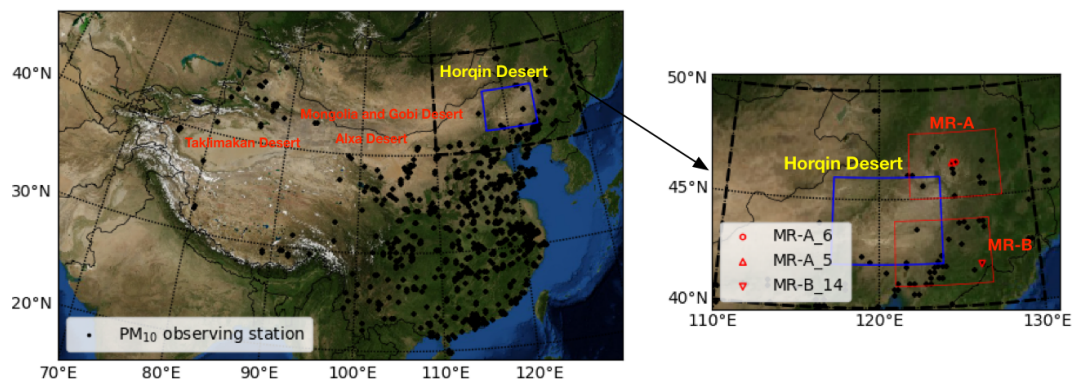 40°N
30°N
20°N
70°E
80°E
90°E
100°E
110°E
120°E
Horqin Desert
Mongolia and Gobi Desert
Alxa Desert
Taklimakan Desert
PM₁₀ observing station
50°N
45°N
40°N
110°E
120°E
130°E
MR-A
Horqin Desert
MR-B
MR-A_6
MR-A_5
MR-B_14